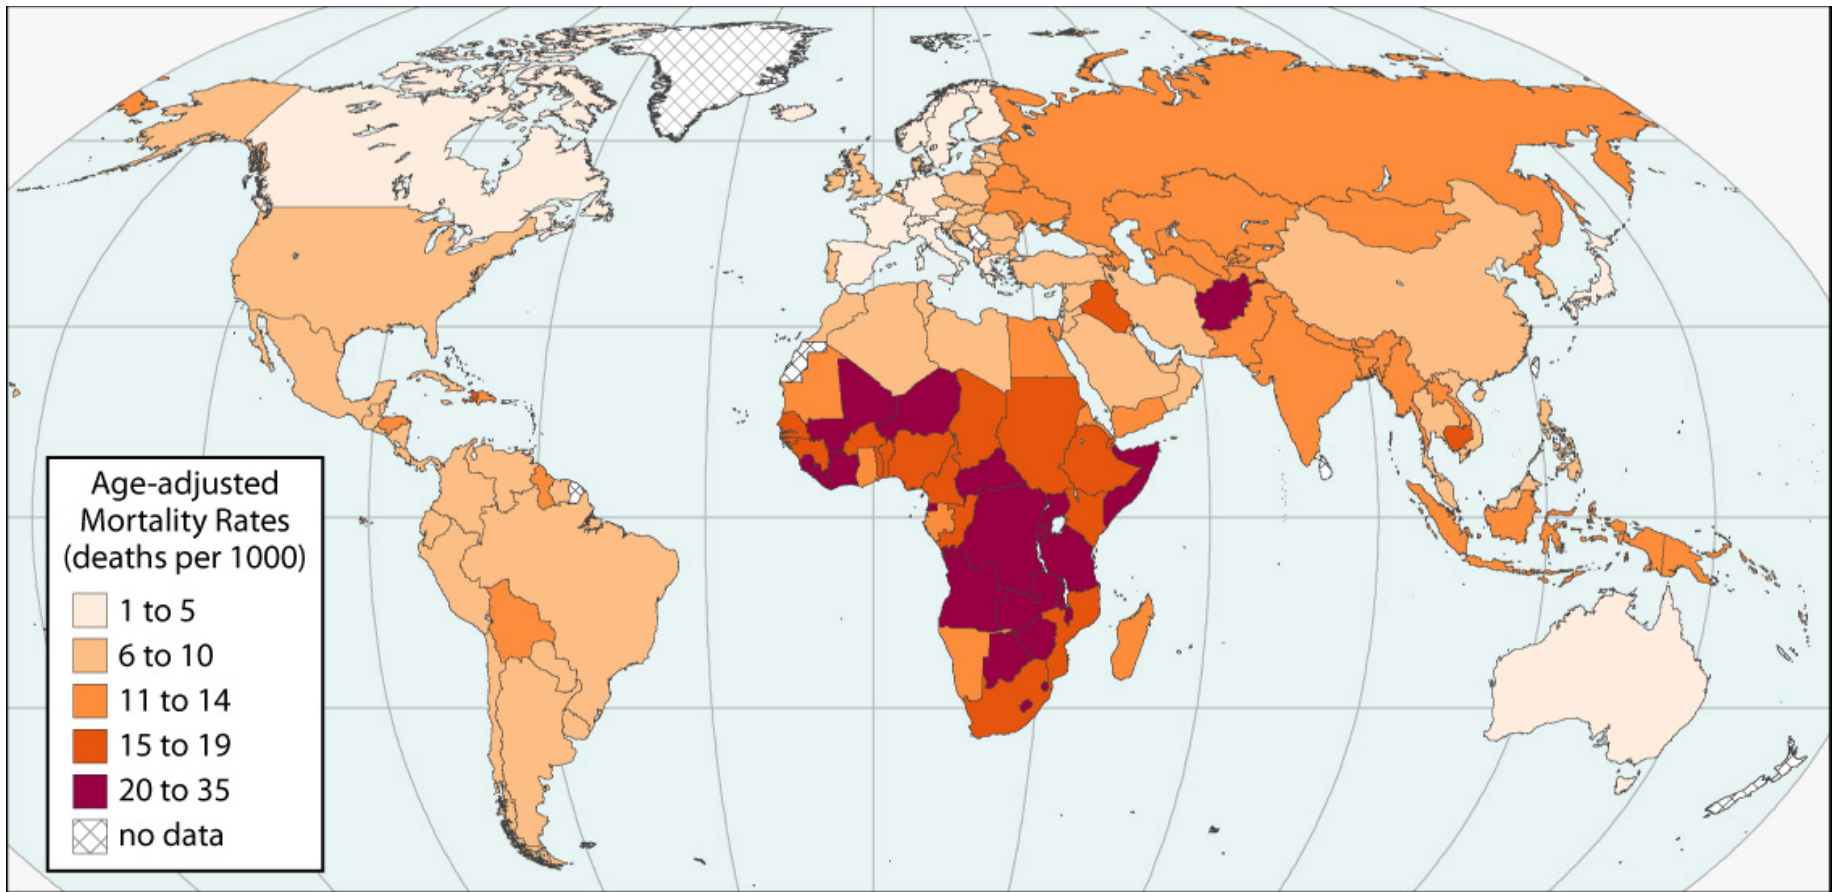 Age-adjusted
Mortality Rates
(deaths per 1000)
1 to 5
6 to 10
11 to 14
15 to 19
20 to 35
no data